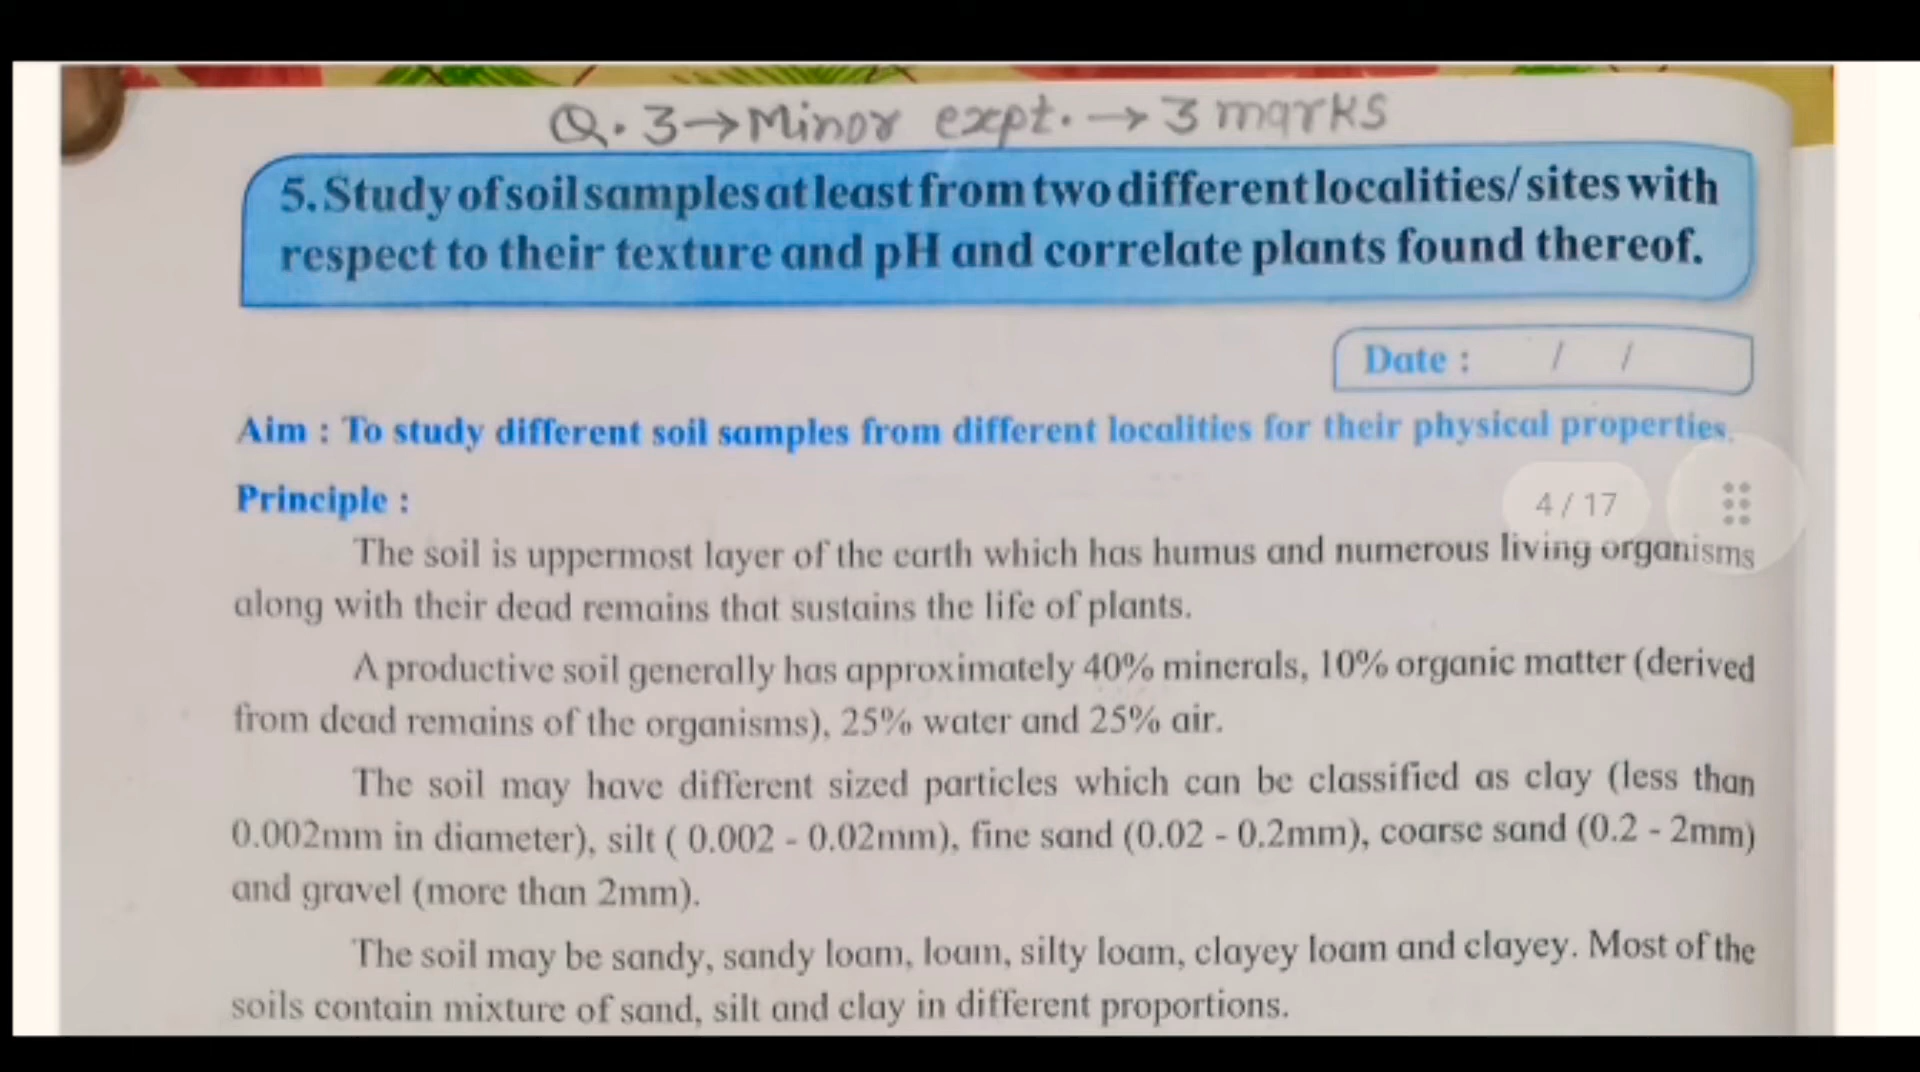 Q. 3→Minor expt. → 3 marks
5. Study of soil samples at least from two different localities/ sites with
respect to their texture and pH and correlate plants found thereof.
Date : / /
Aim : To study different soil samples from different localities for their physical properties.
Principle :
4 / 17
The soil is uppermost layer of the earth which has humus and numerous living organisms
along with their dead remains that sustains the life of plants.
A productive soil generally has approximately 40% minerals, 10% organic matter (derived
from dead remains of the organisms), 25% water and 25% air.
The soil may have different sized particles which can be classified as clay (less than
0.002mm in diameter), silt ( 0.002 - 0.02mm), fine sand (0.02 - 0.2mm), coarse sand (0.2 - 2mm)
and gravel (more than 2mm).
The soil may be sandy, sandy loam, loam, silty loam, clayey loam and clayey. Most of the
soils contain mixture of sand, silt and clay in different proportions.